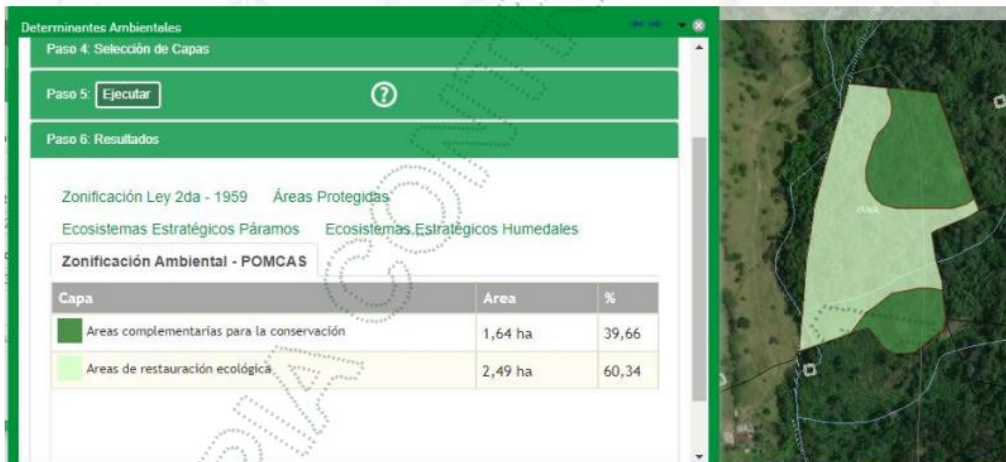 Determinantes Ambientales
Paso 4: Selección de Capas
Paso 5: Ejecutar ?
Paso 6: Resultados
Zonificación Ley 2da - 1959 Áreas Protegidas
Ecosistemas Estratégicos Páramos Ecosistemas Estratégicos Humedales
Zonificación Ambiental - POMCAS
Capa Area %
Areas complementarias para la conservación 1,64 ha 39,66
Areas de restauración ecológica 2,49 ha 60,34